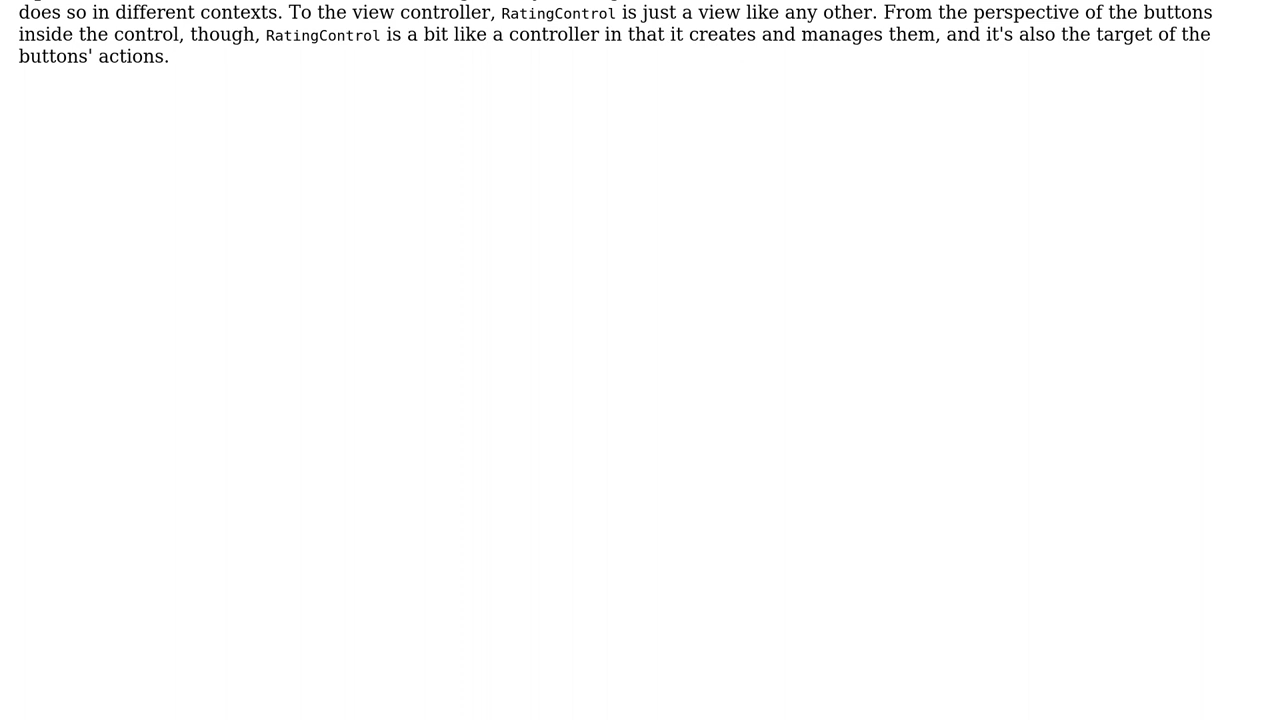 does so in different contexts. To the view controller, RatingControl is just a view like any other. From the perspective of the buttons
inside the control, though, RatingControl is a bit like a controller in that it creates and manages them, and it's also the target of the
buttons' actions.